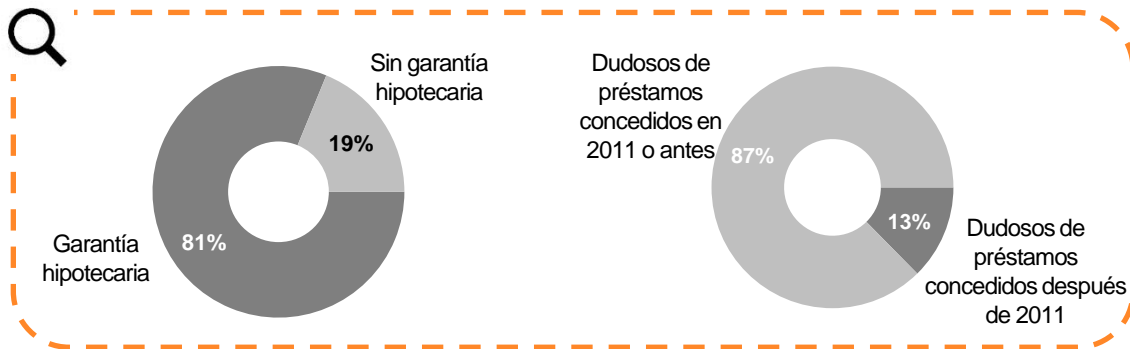 Sin garantía
hipotecaria
19%
81%
Garantía
hipotecaria
Dudosos de
préstamos
concedidos en
2011 o antes
87%
13%
Dudosos de
préstamos
concedidos después
de 2011